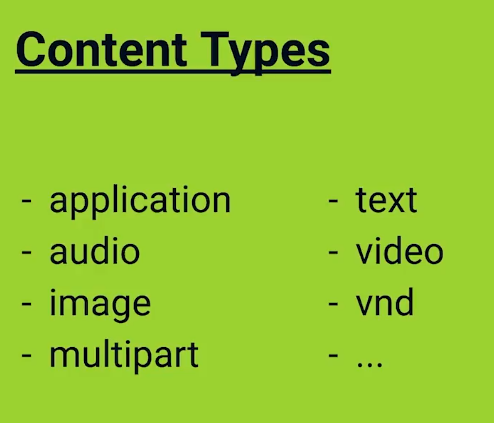 Content Types
- application
- audio
- image
- multipart
- text
- video
- vnd
- ...